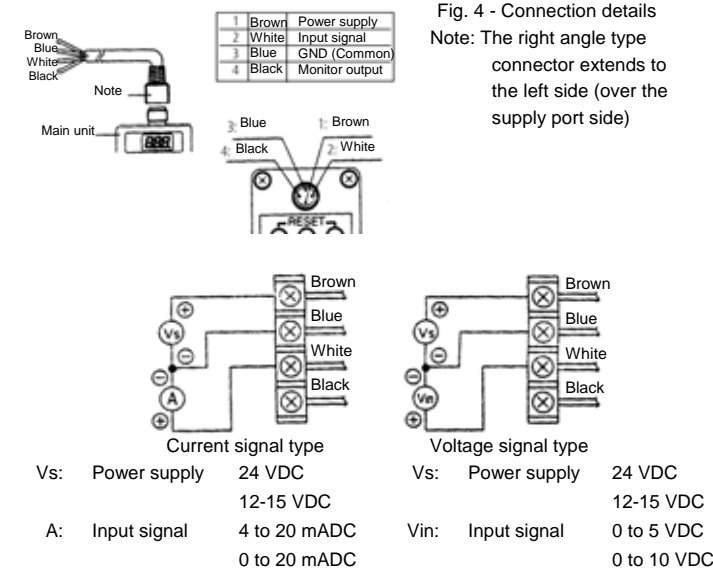 Fig. 4 - Connection details
Note: The right angle type
connector extends to
the left side (over the
supply port side)
Brown
Blue
White
Black
Note
Main unit
1 Brown Power supply
2 White Input signal
3 Blue GND (Common)
4 Black Monitor output
3: Blue
1: Brown
4: Black
2: White
RESET
Brown
Blue
White
Black
Vs
A
Current signal type
Vs: Power supply 24 VDC
12-15 VDC
A: Input signal 4 to 20 mADC
0 to 20 mADC
Brown
Blue
White
Black
Vs
Vin
Voltage signal type
Vs: Power supply 24 VDC
12-15 VDC
Vin: Input signal 0 to 5 VDC
0 to 10 VDC